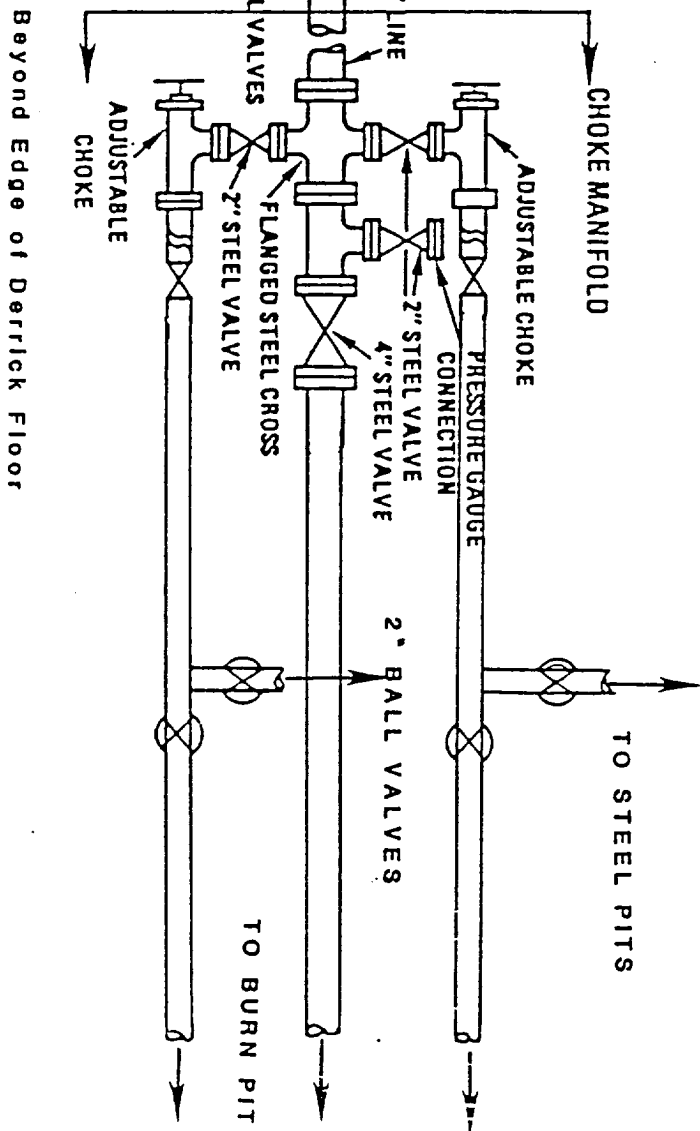 CHOKE MANIFOLD
ADJUSTABLE CHOKE
LINE
PRESSURE GAUGE
CONNECTION
2" STEEL VALVE
4" STEEL VALVE
FLANGED STEEL CROSS
VALVES
2" STEEL VALVE
ADJUSTABLE
CHOKE
TO STEEL PITS
2" BALL VALVES
TO BURN PIT
Beyond Edge of Derrick Floor